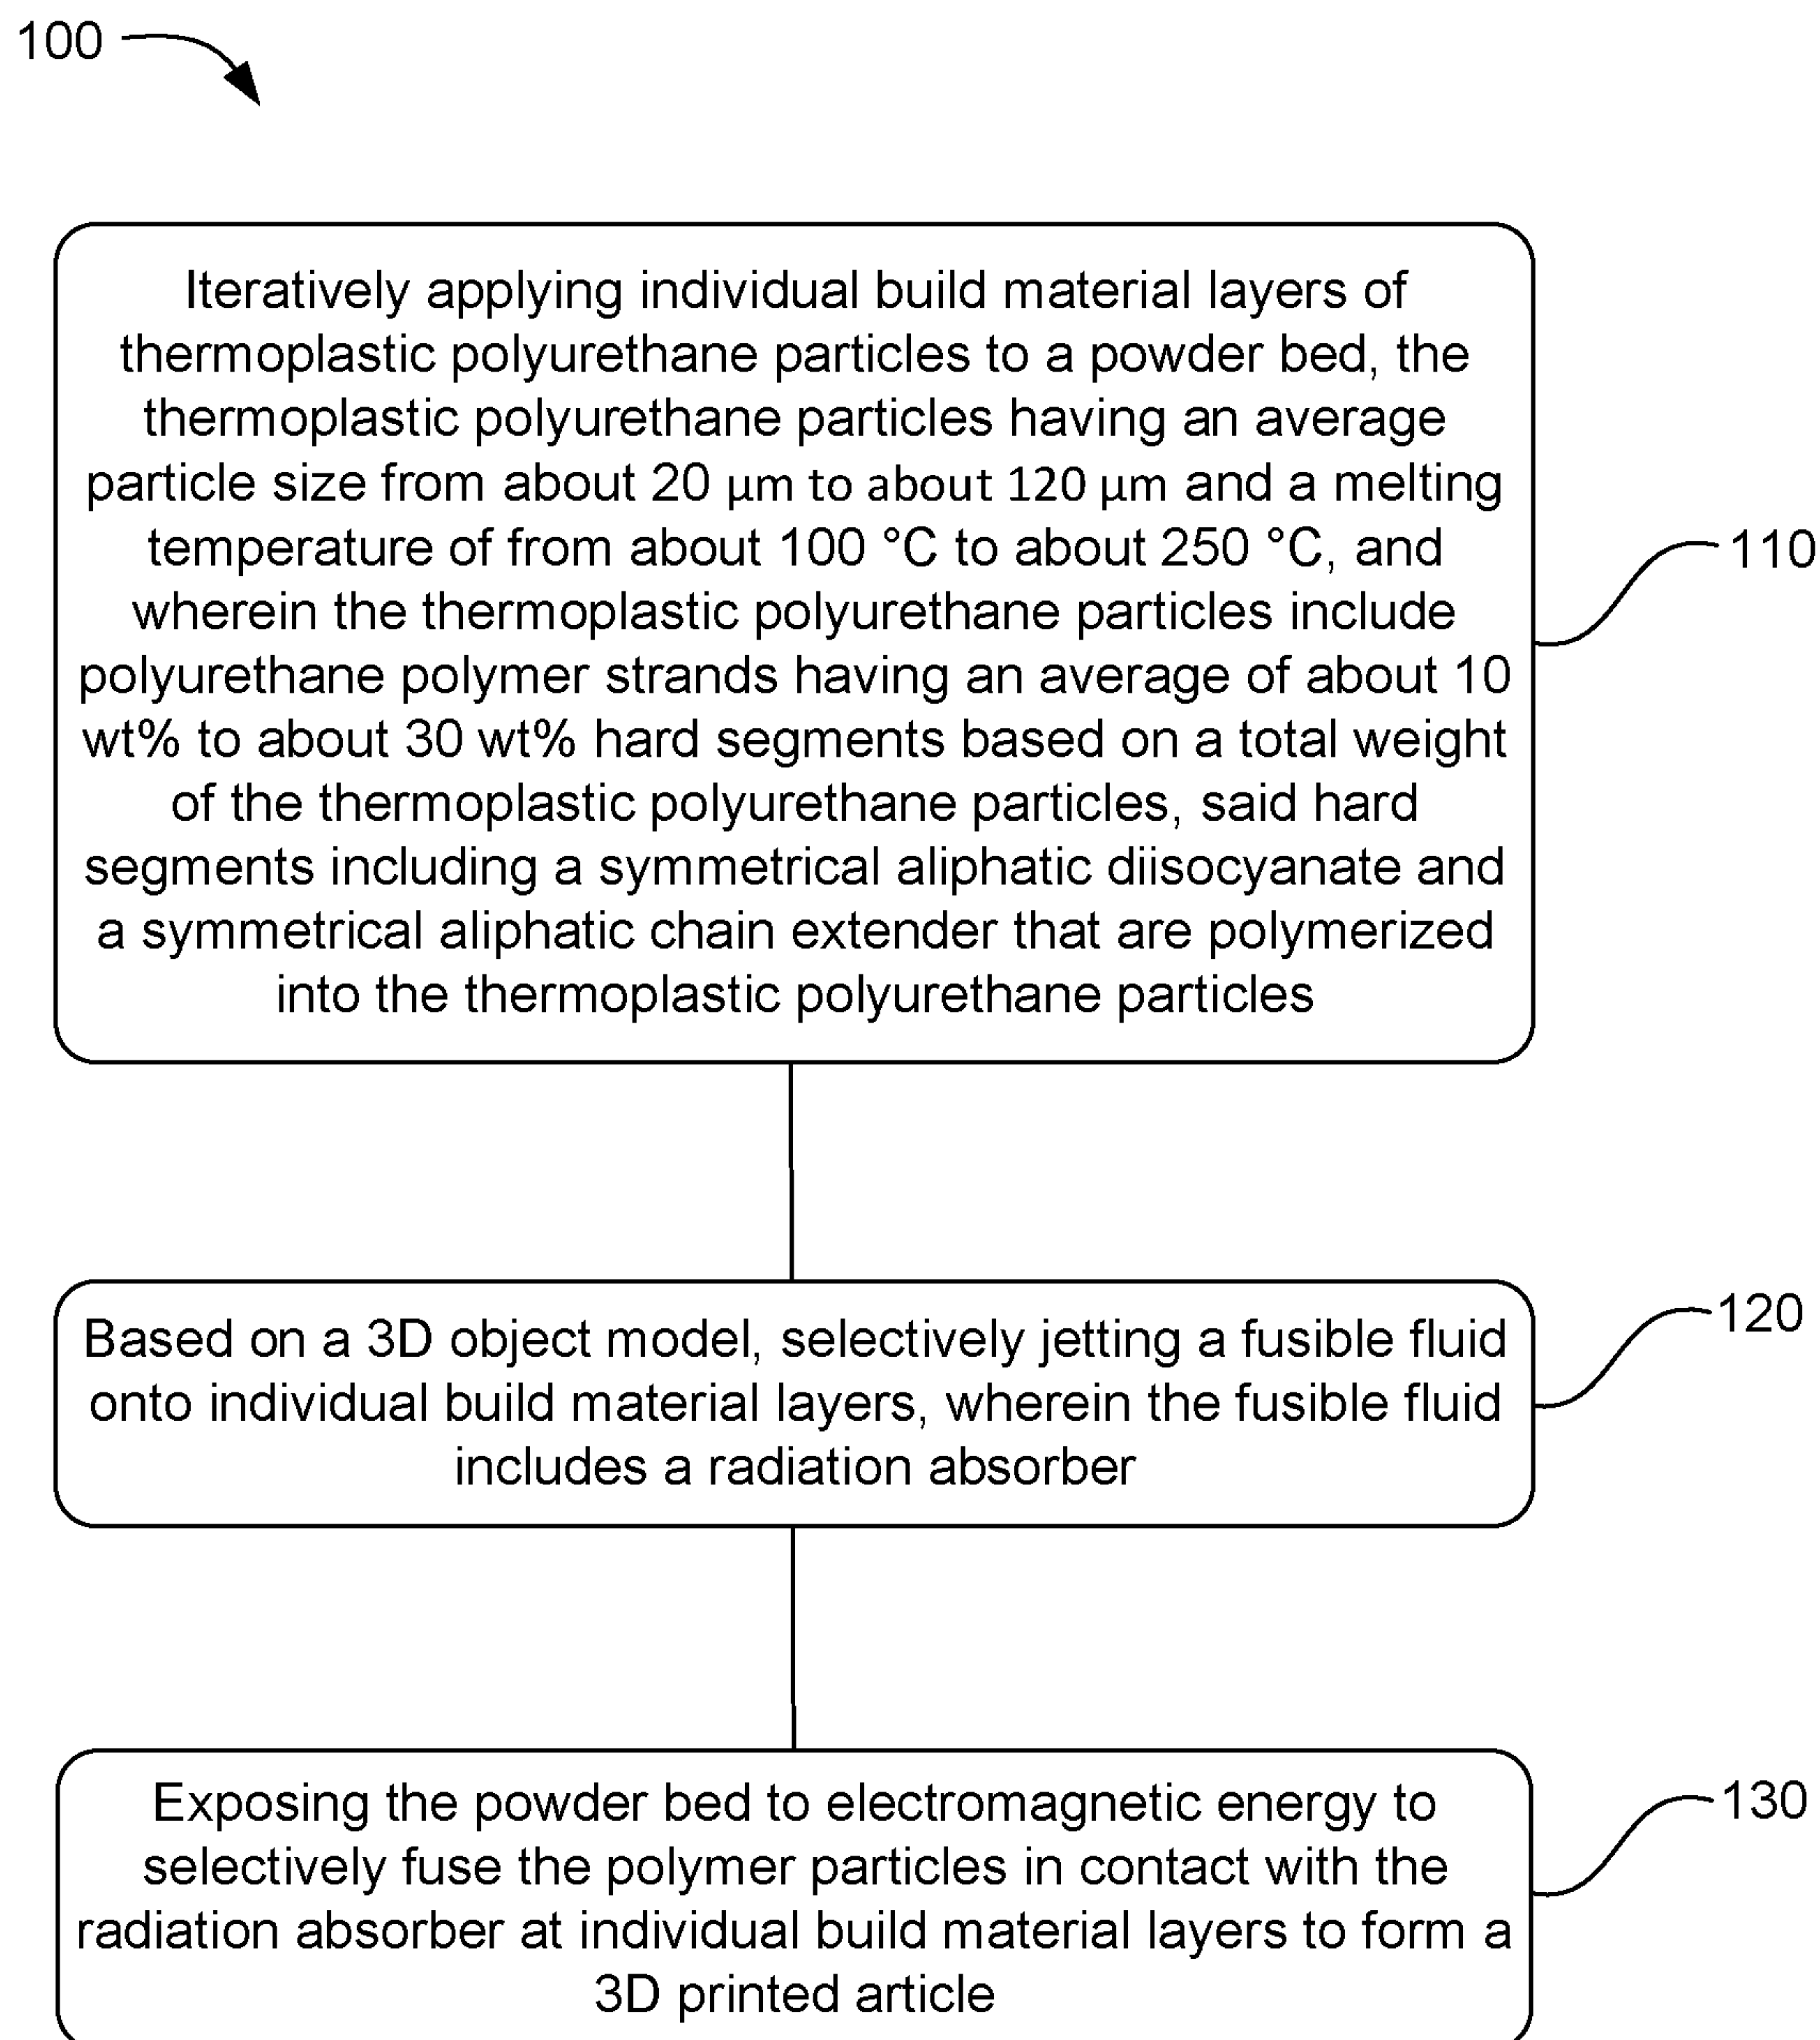 100
Iteratively applying individual build material layers of
thermoplastic polyurethane particles to a powder bed, the
thermoplastic polyurethane particles having an average
particle size from about 20 μm to about 120 μm and a melting
temperature of from about 100 °C to about 250 °C, and
wherein the thermoplastic polyurethane particles include
polyurethane polymer strands having an average of about 10
wt% to about 30 wt% hard segments based on a total weight
of the thermoplastic polyurethane particles, said hard
segments including a symmetrical aliphatic diisocyanate and
a symmetrical aliphatic chain extender that are polymerized
into the thermoplastic polyurethane particles
110
Based on a 3D object model, selectively jetting a fusible fluid
onto individual build material layers, wherein the fusible fluid
includes a radiation absorber
120
Exposing the powder bed to electromagnetic energy to
selectively fuse the polymer particles in contact with the
radiation absorber at individual build material layers to form a
3D printed article
130